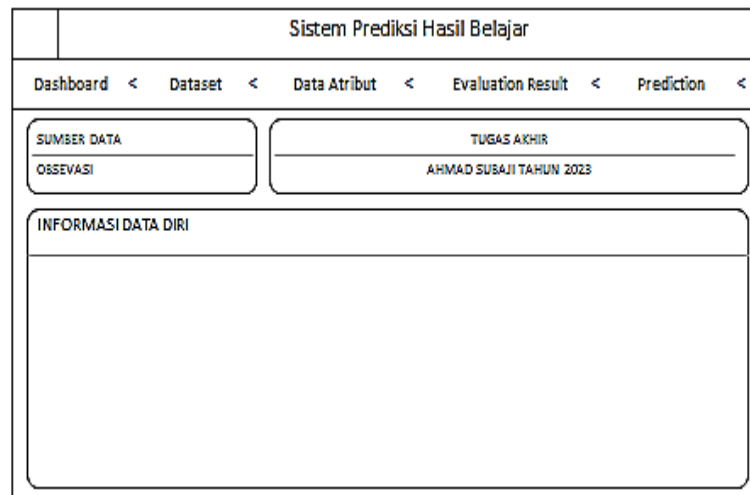 Sistem Prediksi Hasil Belajar
Dashboard < Dataset < Data Atribut < Evaluation Result < Prediction <
SUMBER DATA
OBSEVASI
TUGAS AKHIR
AHMAD SUBAJI TAHUN 2023
INFORMASI DATA DIRI